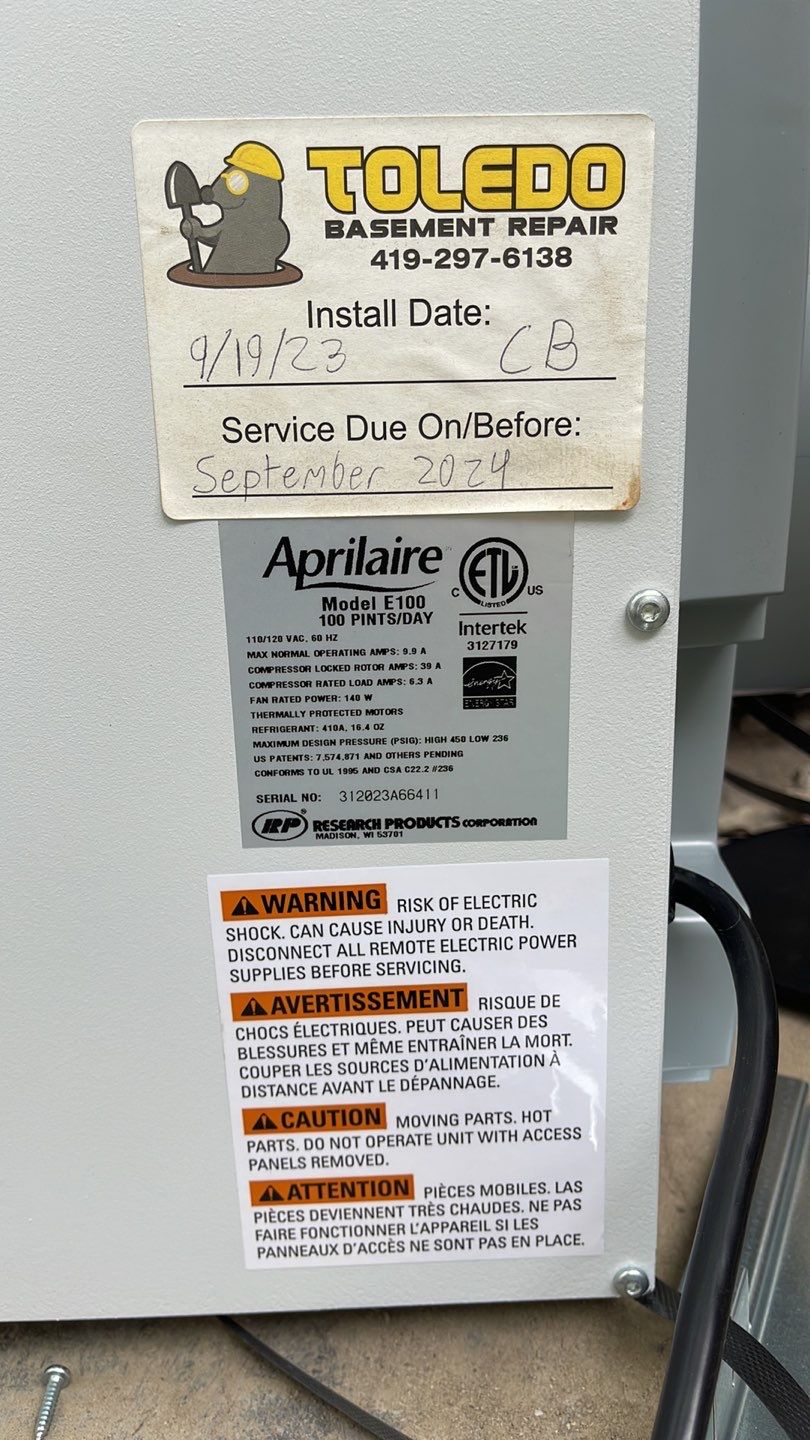 TOLEDO
BASEMENT REPAIR
419-297-6138
Install Date:
9/19/23 CB
Service Due On/Before:
September 2024
Aprilaire
Model E100
100 PINTS/DAY
C ETL US
LISTED
Intertek
3127179
energy
ENERGY STAR
110/120 VAC, 60 HZ
MAX NORMAL OPERATING AMPS: 9.9 A
COMPRESSOR LOCKED ROTOR AMPS: 39 A
COMPRESSOR RATED LOAD AMPS: 6.3 A
FAN RATED POWER: 140 W
THERMALLY PROTECTED MOTORS
REFRIGERANT: 410A, 16.4 OZ
MAXIMUM DESIGN PRESSURE (PSIG): HIGH 450 LOW 236
US PATENTS: 7,574,871 AND OTHERS PENDING
CONFORMS TO UL 1995 AND CSA C22.2 #236
SERIAL NO: 312023A66411
RP® RESEARCH PRODUCTS CORPORATION
MADISON, WI 53701
WARNING RISK OF ELECTRIC
SHOCK. CAN CAUSE INJURY OR DEATH.
DISCONNECT ALL REMOTE ELECTRIC POWER
SUPPLIES BEFORE SERVICING.
AVERTISSEMENT RISQUE DE
CHOCS ÉLECTRIQUES. PEUT CAUSER DES
BLESSURES ET MÊME ENTRAÎNER LA MORT.
COUPER LES SOURCES D'ALIMENTATION À
DISTANCE AVANT LE DÉPANNAGE.
CAUTION MOVING PARTS. HOT
PARTS. DO NOT OPERATE UNIT WITH ACCESS
PANELS REMOVED.
ATTENTION PIÈCES MOBILES. LAS
PIÈCES DEVIENNENT TRÈS CHAUDES. NE PAS
FAIRE FONCTIONNER L'APPAREIL SI LES
PANNEAUX D'ACCÈS NE SONT PAS EN PLACE.